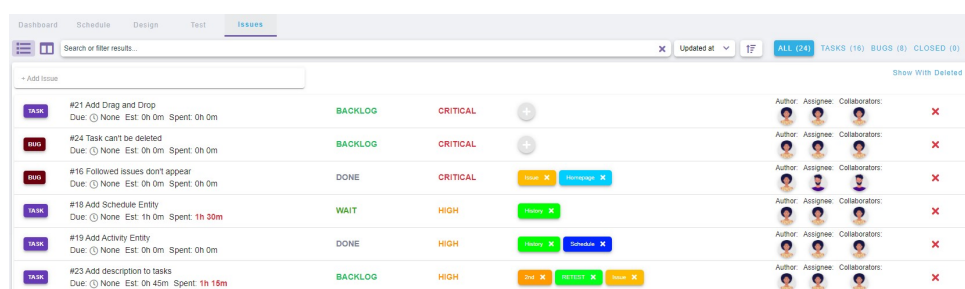 Dashboard Schedule Design Test Issues
Search or filter results... Updated at ALL (24) TASKS (16) BUGS (8) CLOSED (0)
+ Add Issue Show With Deleted
TASK #21 Add Drag and Drop BACKLOG CRITICAL Author: Assignee: Collaborators:
Due: None Est: 0h 0m Spent: 0h 0m
BUG #24 Task can't be deleted BACKLOG CRITICAL Author: Assignee: Collaborators:
Due: None Est: 0h 0m Spent: 0h 0m
BUG #16 Followed issues don't appear DONE CRITICAL Issue Homepage Author: Assignee: Collaborators:
Due: None Est: 0h 0m Spent: 0h 0m
TASK #18 Add Schedule Entity WAIT HIGH History Author: Assignee: Collaborators:
Due: None Est: 1h 0m Spent: 1h 30m
TASK #19 Add Activity Entity DONE HIGH History Schedule Author: Assignee: Collaborators:
Due: None Est: 0h 0m Spent: 0h 0m
TASK #23 Add description to tasks BACKLOG HIGH 2nd RETEST Issue Author: Assignee: Collaborators:
Due: None Est: 0h 45m Spent: 1h 15m